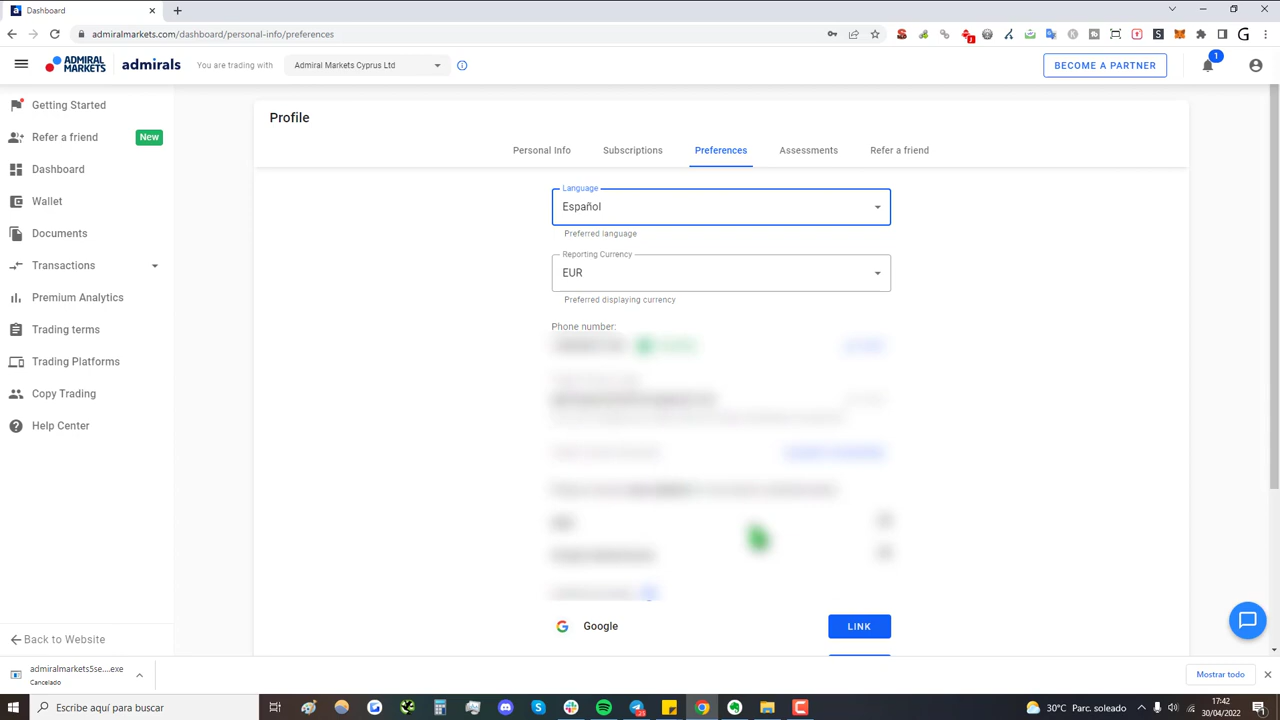 Dashboard
admiralmarkets.com/dashboard/personal-info/preferences
ADMIRAL MARKETS
admirals
You are trading with
Admiral Markets Cyprus Ltd
BECOME A PARTNER
1
Getting Started
Refer a friend
New
Dashboard
Wallet
Documents
Transactions
Premium Analytics
Trading terms
Trading Platforms
Copy Trading
Help Center
Back to Website
Profile
Personal Info
Subscriptions
Preferences
Assessments
Refer a friend
Language
Español
Preferred language
Reporting Currency
EUR
Preferred displaying currency
Phone number:
Google
LINK
admiralmarkets5se....exe
Cancelado
Mostrar todo
Escribe aquí para buscar
30°C Parc. soleado
17:42
30/04/2022